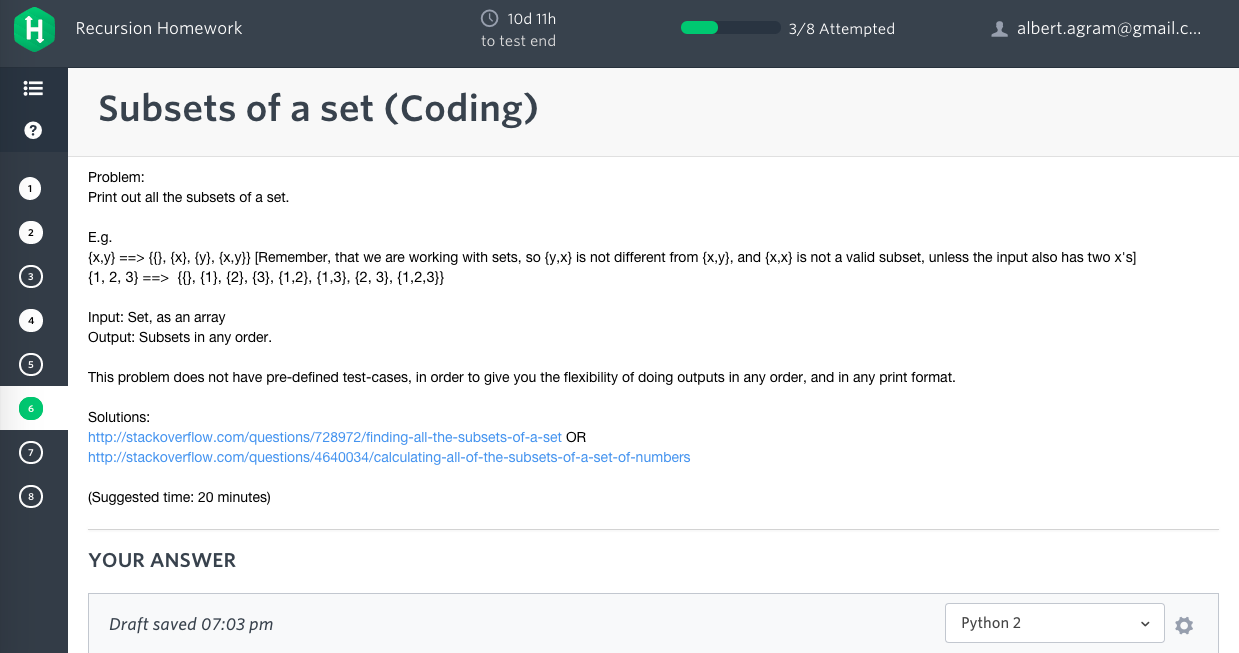 H
Recursion Homework
10d 11h
to test end
3/8 Attempted
albert.agram@gmail.c...
?
1
2
3
4
5
6
7
8
Subsets of a set (Coding)
Problem:
Print out all the subsets of a set.
E.g.
{x,y} ==> {{}, {x}, {y}, {x,y}} [Remember, that we are working with sets, so {y,x} is not different from {x,y}, and {x,x} is not a valid subset, unless the input also has two x's]
{1, 2, 3} ==>  {{}, {1}, {2}, {3}, {1,2}, {1,3}, {2, 3}, {1,2,3}}
Input: Set, as an array
Output: Subsets in any order.
This problem does not have pre-defined test-cases, in order to give you the flexibility of doing outputs in any order, and in any print format.
Solutions:
http://stackoverflow.com/questions/728972/finding-all-the-subsets-of-a-set OR
http://stackoverflow.com/questions/4640034/calculating-all-of-the-subsets-of-a-set-of-numbers
(Suggested time: 20 minutes)
YOUR ANSWER
Draft saved 07:03 pm
Python 2